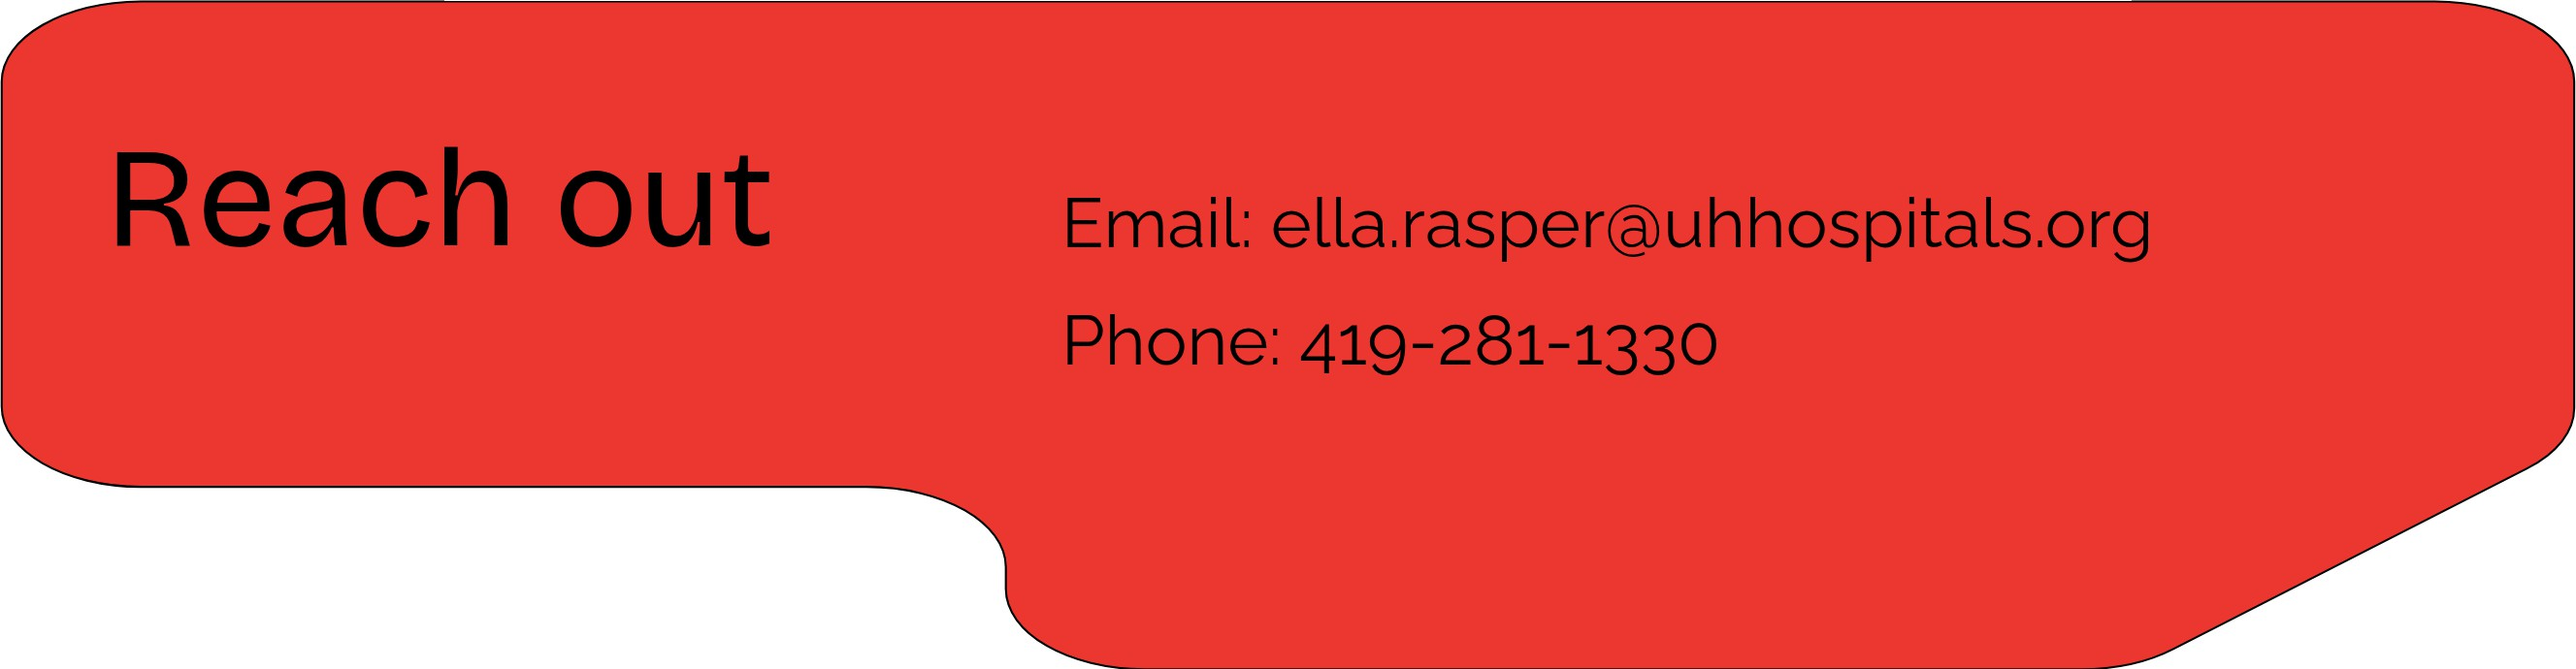 Reach out
Email: ella.rasper@uhhospitals.org
Phone: 419-281-1330